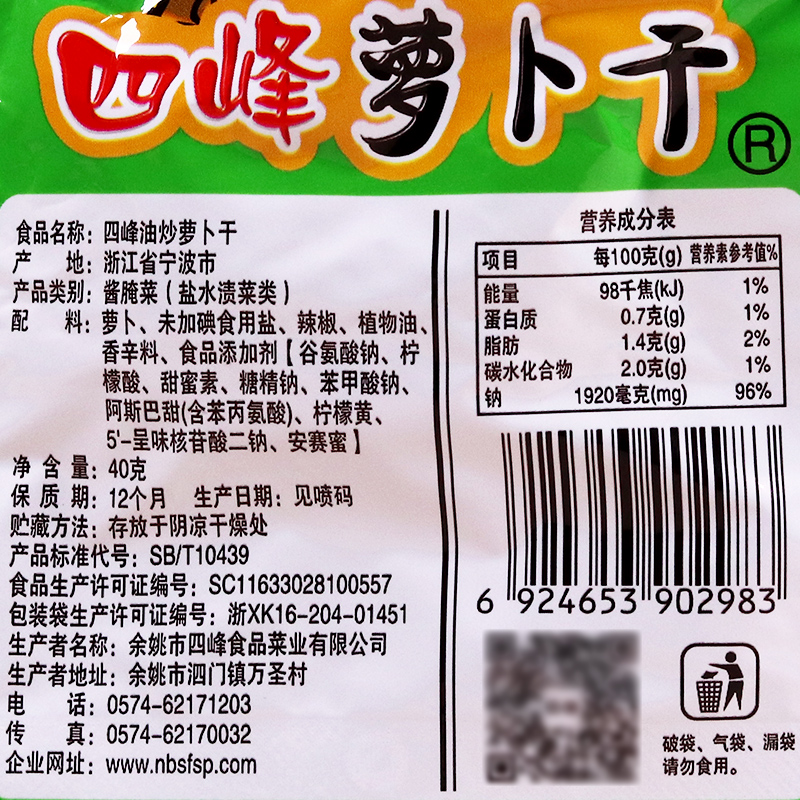 四峰萝卜干
®
食品名称：四峰油炒萝卜干
产　地：浙江省宁波市
产品类别：酱腌菜（盐水渍菜类）
配　料：萝卜、未加碘食用盐、辣椒、植物油、
香辛料、食品添加剂【谷氨酸钠、柠
檬酸、甜蜜素、糖精钠、苯甲酸钠、
阿斯巴甜(含苯丙氨酸)、柠檬黄、
5'-呈味核苷酸二钠、安赛蜜】
净 含 量：40克
保 质 期：12个月　生产日期：见喷码
贮藏方法：存放于阴凉干燥处
产品标准代号：SB/T10439
食品生产许可证编号：SC11633028100557
包装袋生产许可证编号：浙XK16-204-01451
生产者名称：余姚市四峰食品菜业有限公司
生产者地址：余姚市泗门镇万圣村
电　话：0574-62171203
传　真：0574-62170032
企业网址：www.nbsfsp.com
营养成分表
项目 每100克(g) 营养素参考值%
能量 98千焦(kJ) 1%
蛋白质 0.7克(g) 1%
脂肪 1.4克(g) 2%
碳水化合物 2.0克(g) 1%
钠 1920毫克(mg) 96%
6 924653 902983
破袋、气袋、漏袋
请勿食用。